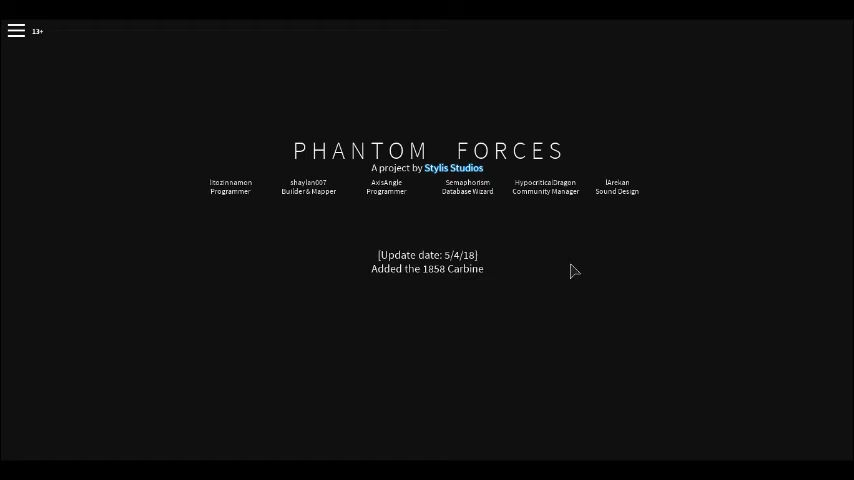 13+
PHANTOM FORCES
A project by Stylis Studios
litozinnamon shaylan007 AxisAngle Semaphorism HypocriticalDragon lArekan
Programmer Builder & Mapper Programmer Database Wizard Community Manager Sound Design
[Update date: 5/4/18]
Added the 1858 Carbine